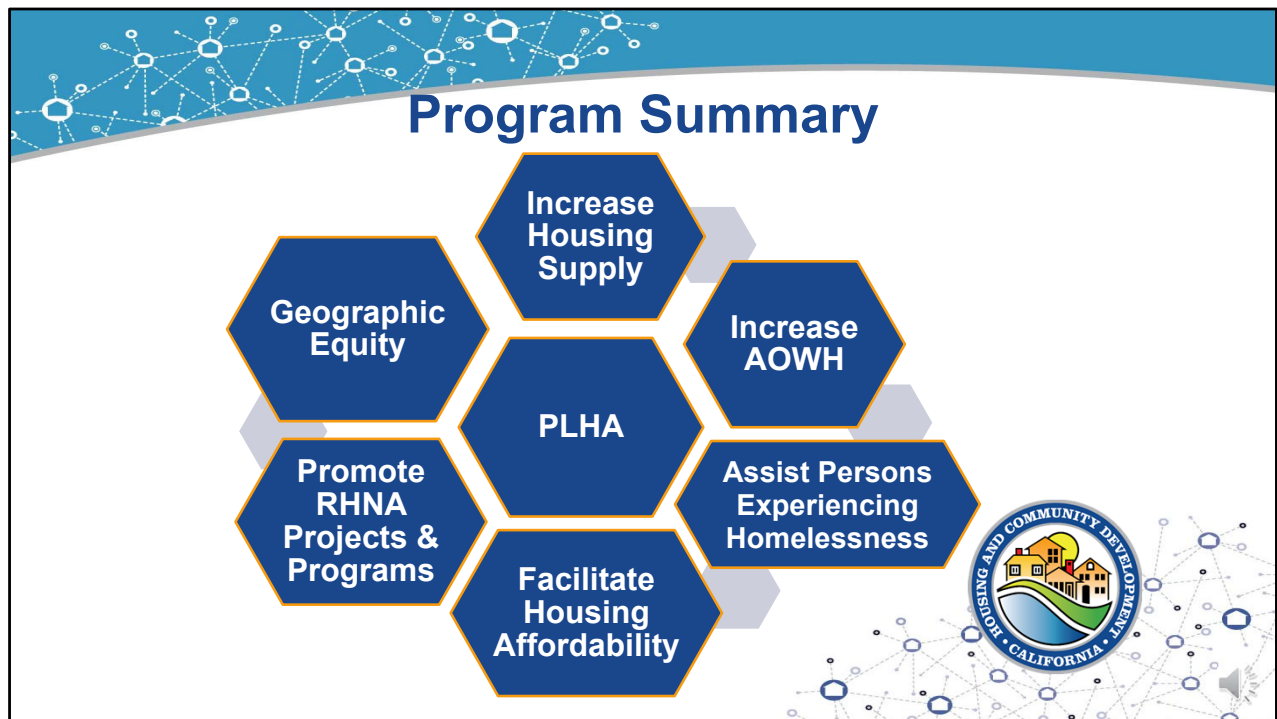 Program Summary
Increase
Housing
Supply
Geographic
Equity
Increase
AOWH
PLHA
Promote
RHNA
Projects &
Programs
Assist Persons
Experiencing
Homelessness
Facilitate
Housing
Affordability
HOUSING AND COMMUNITY DEVELOPMENT
• CALIFORNIA •